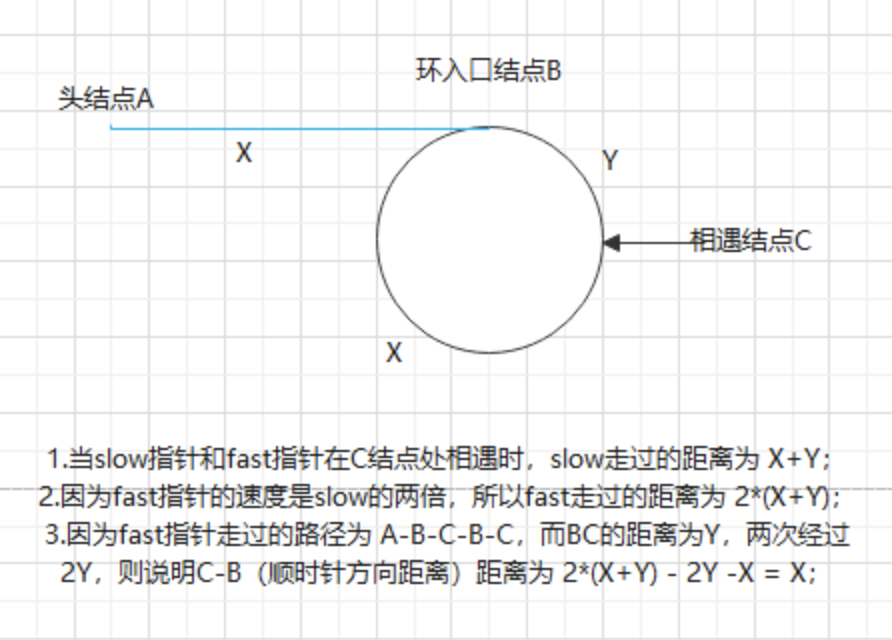 环入口结点B
头结点A
X
Y
相遇结点C
X
1.当slow指针和fast指针在C结点处相遇时，slow走过的距离为 X+Y；
2.因为fast指针的速度是slow的两倍，所以fast走过的距离为 2*(X+Y)；
3.因为fast指针走过的路径为 A-B-C-B-C，而BC的距离为Y，两次经过
2Y，则说明C-B（顺时针方向距离）距离为 2*(X+Y) - 2Y -X = X；